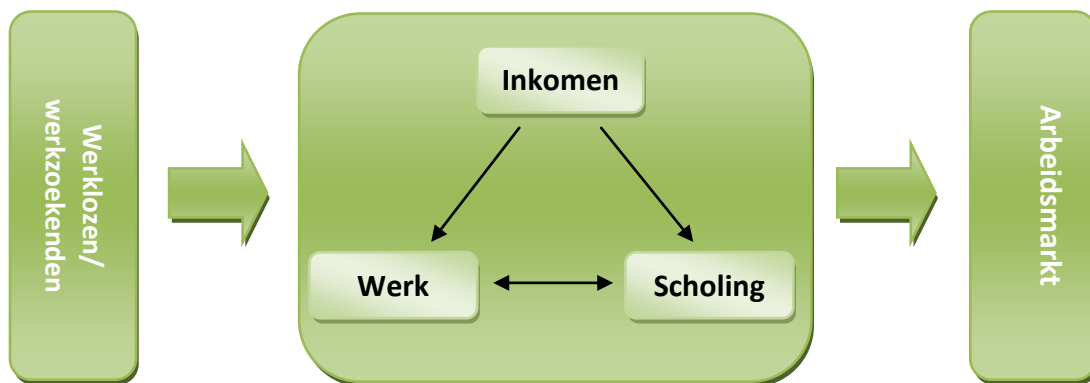 Werklozen/
werkzoekenden
Inkomen
Werk
Scholing
Arbeidsmarkt